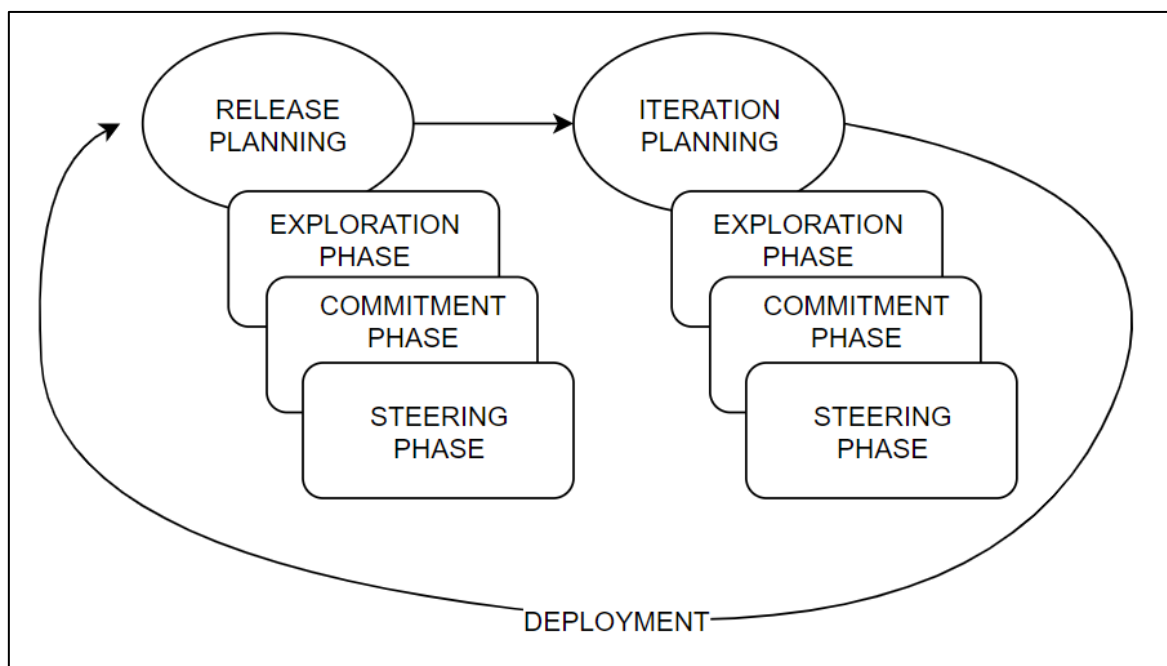 RELEASE
PLANNING
EXPLORATION
PHASE
COMMITMENT
PHASE
STEERING
PHASE
ITERATION
PLANNING
EXPLORATION
PHASE
COMMITMENT
PHASE
STEERING
PHASE
DEPLOYMENT